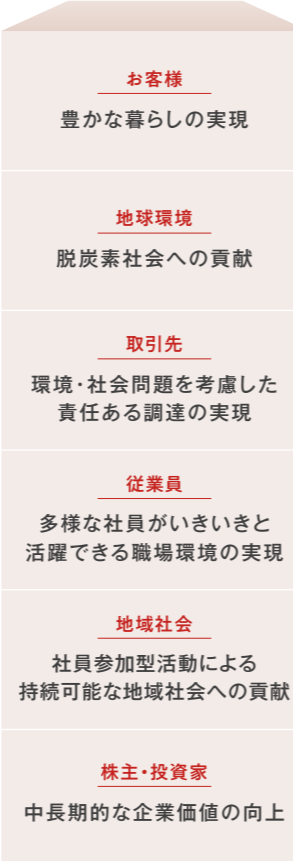 お客様
豊かな暮らしの実現
地球環境
脱炭素社会への貢献
取引先
環境・社会問題を考慮した
責任ある調達の実現
従業員
多様な社員がいきいきと
活躍できる職場環境の実現
地域社会
社員参加型活動による
持続可能な地域社会への貢献
株主・投資家
中長期的な企業価値の向上